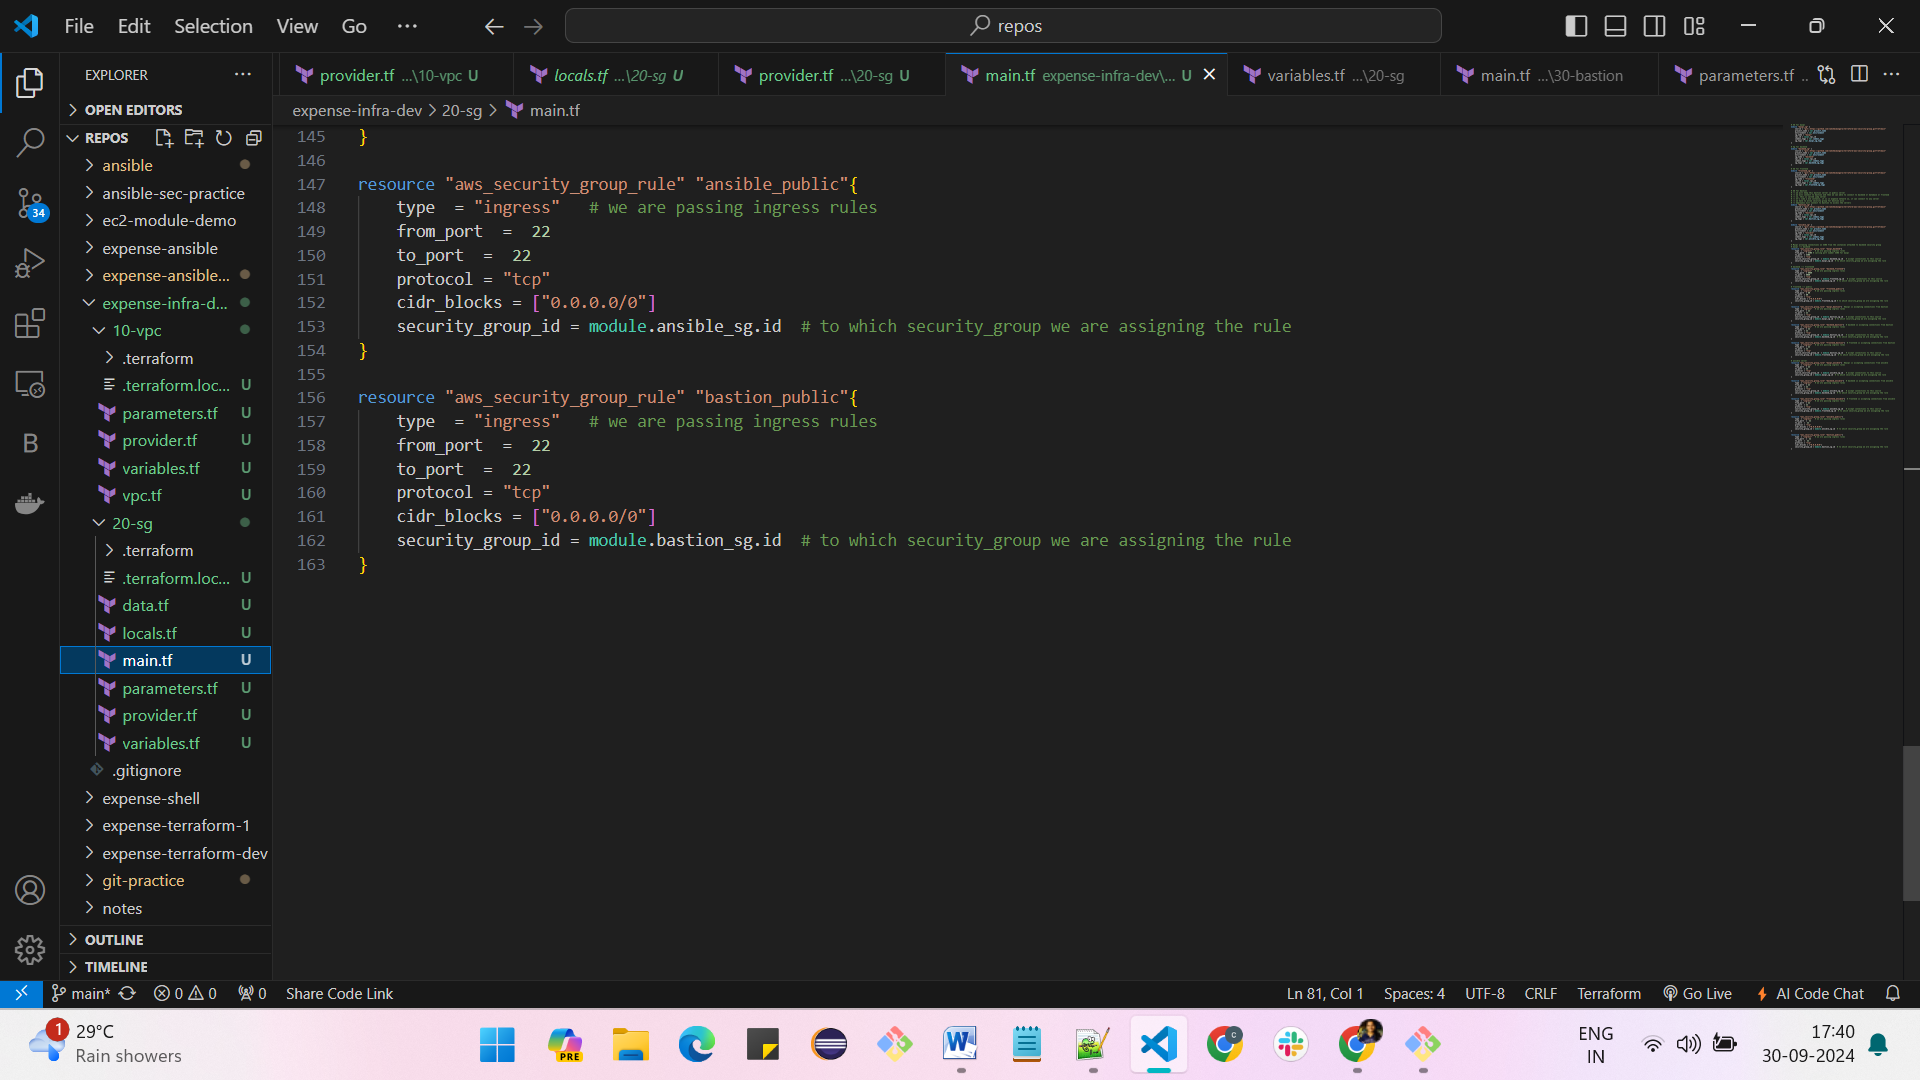 File Edit Selection View Go ···
repos
EXPLORER ···
OPEN EDITORS
REPOS
ansible
ansible-sec-practice
ec2-module-demo
expense-ansible
expense-ansible...
expense-infra-d...
10-vpc
.terraform
.terraform.loc... U
parameters.tf U
provider.tf U
variables.tf U
vpc.tf U
20-sg
.terraform
.terraform.loc... U
data.tf U
locals.tf U
main.tf U
parameters.tf U
provider.tf U
variables.tf U
.gitignore
expense-shell
expense-terraform-1
expense-terraform-dev
git-practice
notes
OUTLINE
TIMELINE
34
B
provider.tf ...\10-vpc U locals.tf ...\20-sg U provider.tf ...\20-sg U main.tf expense-infra-dev\... U variables.tf ...\20-sg main.tf ...\30-bastion parameters.tf .. ···
expense-infra-dev > 20-sg > main.tf
145 }
146
147 resource "aws_security_group_rule" "ansible_public"{
148 type = "ingress" # we are passing ingress rules
149 from_port = 22
150 to_port = 22
151 protocol = "tcp"
152 cidr_blocks = ["0.0.0.0/0"]
153 security_group_id = module.ansible_sg.id # to which security_group we are assigning the rule
154 }
155
156 resource "aws_security_group_rule" "bastion_public"{
157 type = "ingress" # we are passing ingress rules
158 from_port = 22
159 to_port = 22
160 protocol = "tcp"
161 cidr_blocks = ["0.0.0.0/0"]
162 security_group_id = module.bastion_sg.id # to which security_group we are assigning the rule
163 }
main* 0 0 0 Share Code Link Ln 81, Col 1 Spaces: 4 UTF-8 CRLF Terraform Go Live AI Code Chat
1 29°C
Rain showers
PRE
W
C
ENG
IN
17:40
30-09-2024